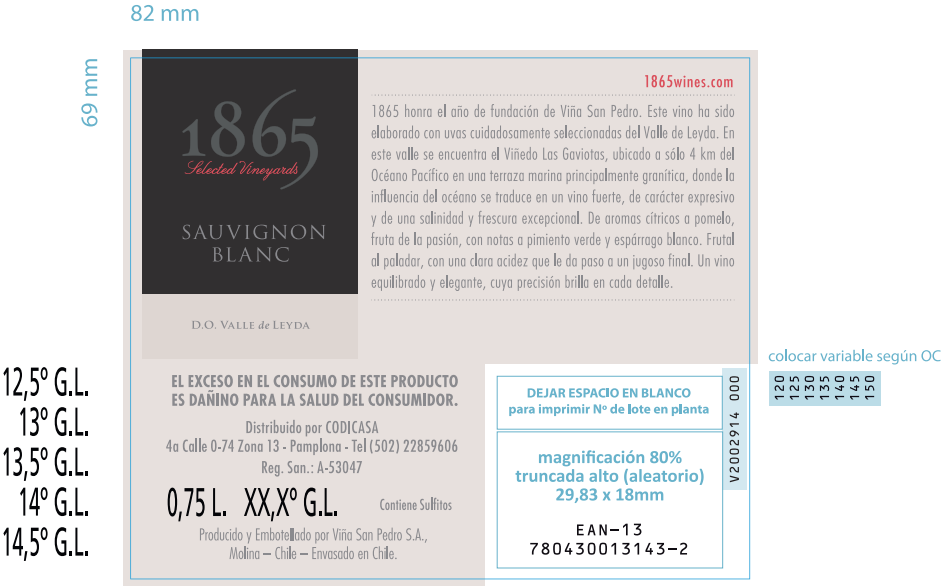 82 mm
69 mm
1865
Selected Vineyards
SAUVIGNON
BLANC
D.O. VALLE de LEYDA
1865wines.com
1865 honra el año de fundación de Viña San Pedro. Este vino ha sido
elaborado con uvas cuidadosamente seleccionadas del Valle de Leyda. En
este valle se encuentra el Viñedo Las Gaviotas, ubicado a sólo 4 km del
Océano Pacífico en una terraza marina principalmente granítica, donde la
influencia del océano se traduce en un vino fuerte, de carácter expresivo
y de una salinidad y frescura excepcional. De aromas cítricos a pomelo,
fruta de la pasión, con notas a pimiento verde y espárrago blanco. Frutal
al paladar, con una clara acidez que le da paso a un jugoso final. Un vino
equilibrado y elegante, cuya precisión brilla en cada detalle.
12,5º G.L.
13º G.L.
13,5º G.L.
14º G.L.
14,5º G.L.
EL EXCESO EN EL CONSUMO DE ESTE PRODUCTO
ES DAÑINO PARA LA SALUD DEL CONSUMIDOR.
Distribuido por CODICASA
4a Calle 0-74 Zona 13 - Pamplona - Tel (502) 22859606
Reg. San.: A-53047
0,75 L. XX,Xº G.L. Contiene Sulfitos
Producido y Embotellado por Viña San Pedro S.A.,
Molina – Chile – Envasado en Chile.
DEJAR ESPACIO EN BLANCO
para imprimir Nº de lote en planta
magnificación 80%
truncada alto (aleatorio)
29,83 x 18mm
EAN-13
780430013143-2
V2002914 000
colocar variable según OC
120
125
130
135
140
145
150